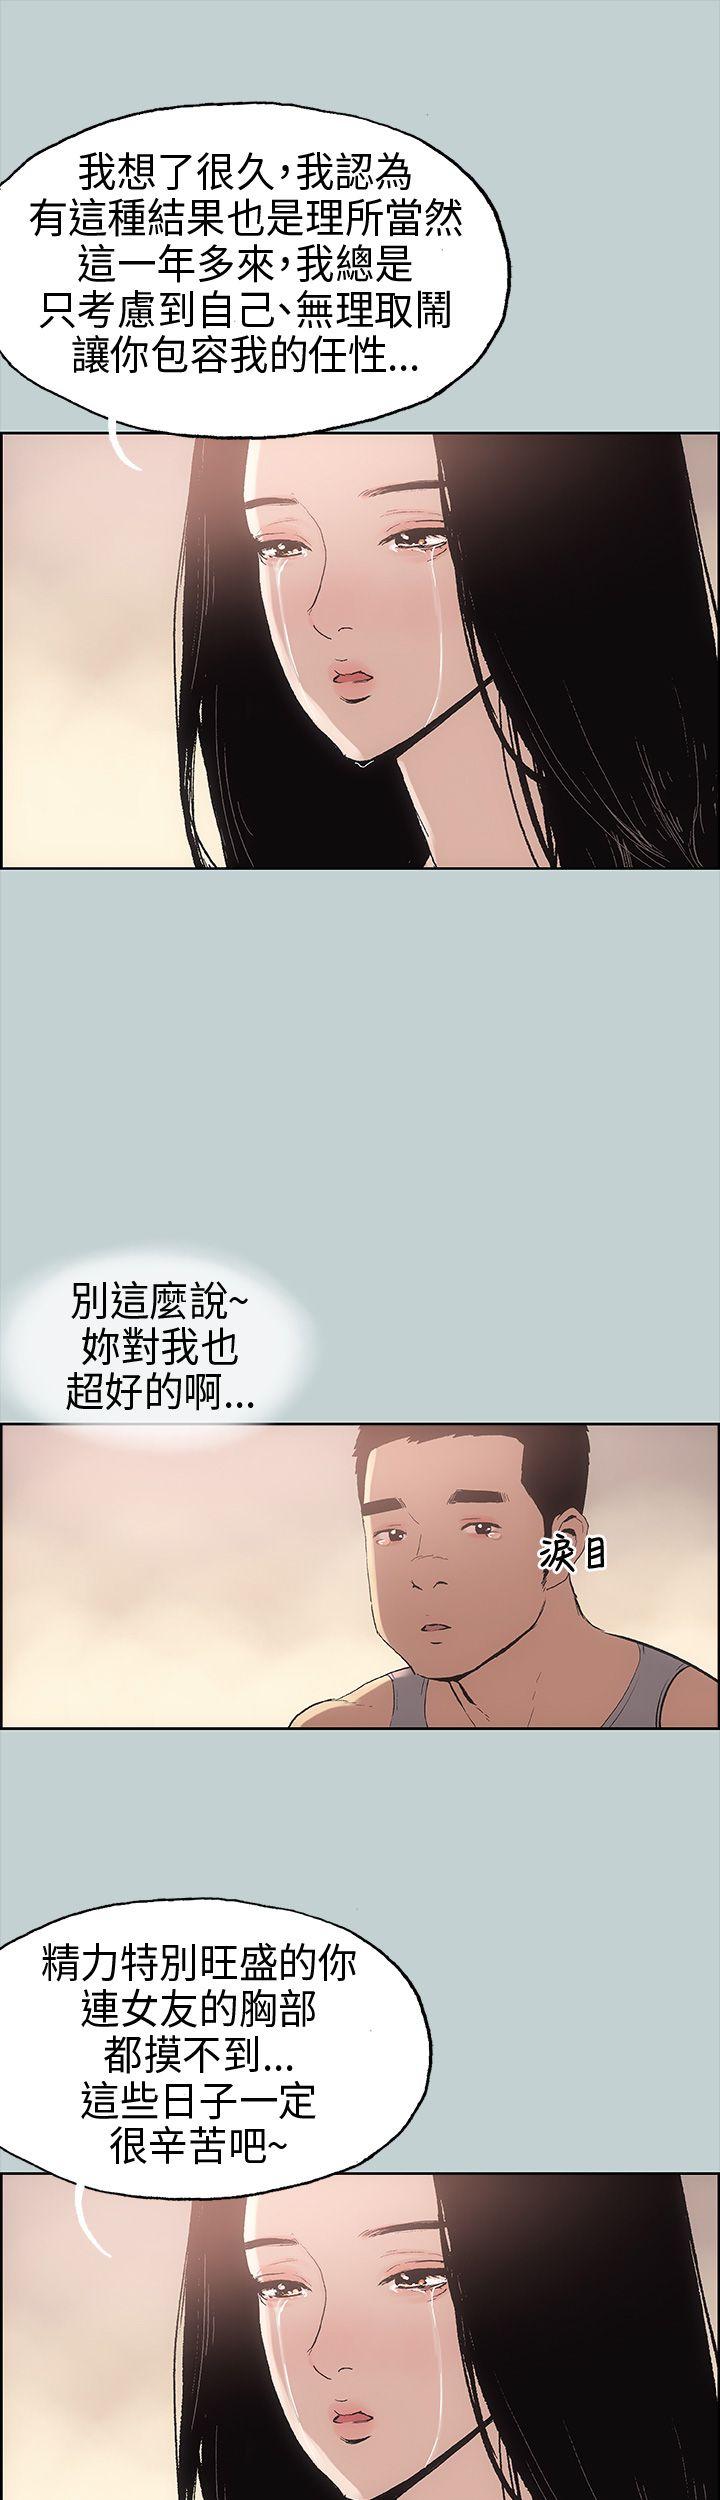 我想了很久，我認為
有這種結果也是理所當然
這一年多來，我總是
只考慮到自己、無理取鬧
讓你包容我的任性...
別這麼說~
妳對我也
超好的啊...
淚目
精力特別旺盛的你
連女友的胸部
都摸不到...
這些日子一定
很辛苦吧~